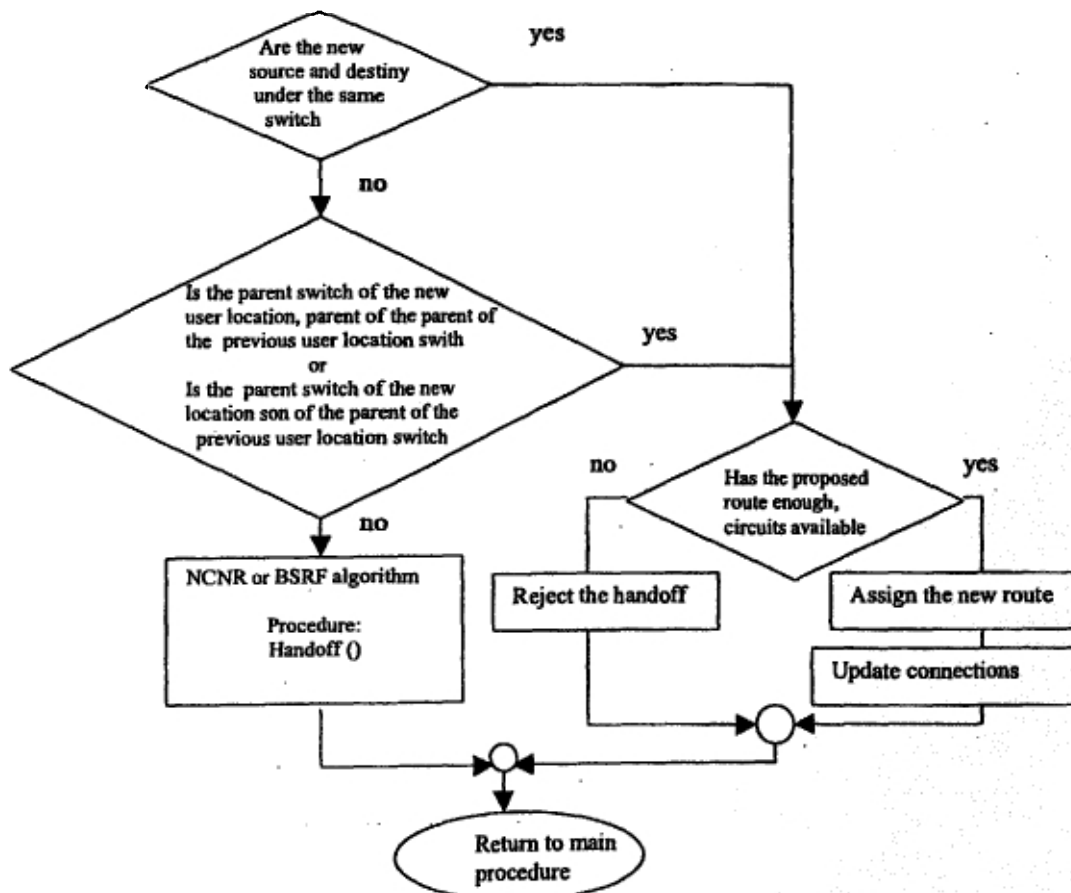 yes
Are the new
source and destiny
under the same
switch
no
Is the parent switch of the new
user location, parent of the parent of
the previous user location swith
or
Is the parent switch of the new
location son of the parent of the
previous user location switch
yes
no
no
yes
Has the proposed
route enough,
circuits available
NCNR or BSRF algorithm
Procedure:
Handoff ()
Reject the handoff
Assign the new route
Update connections
Return to main
procedure